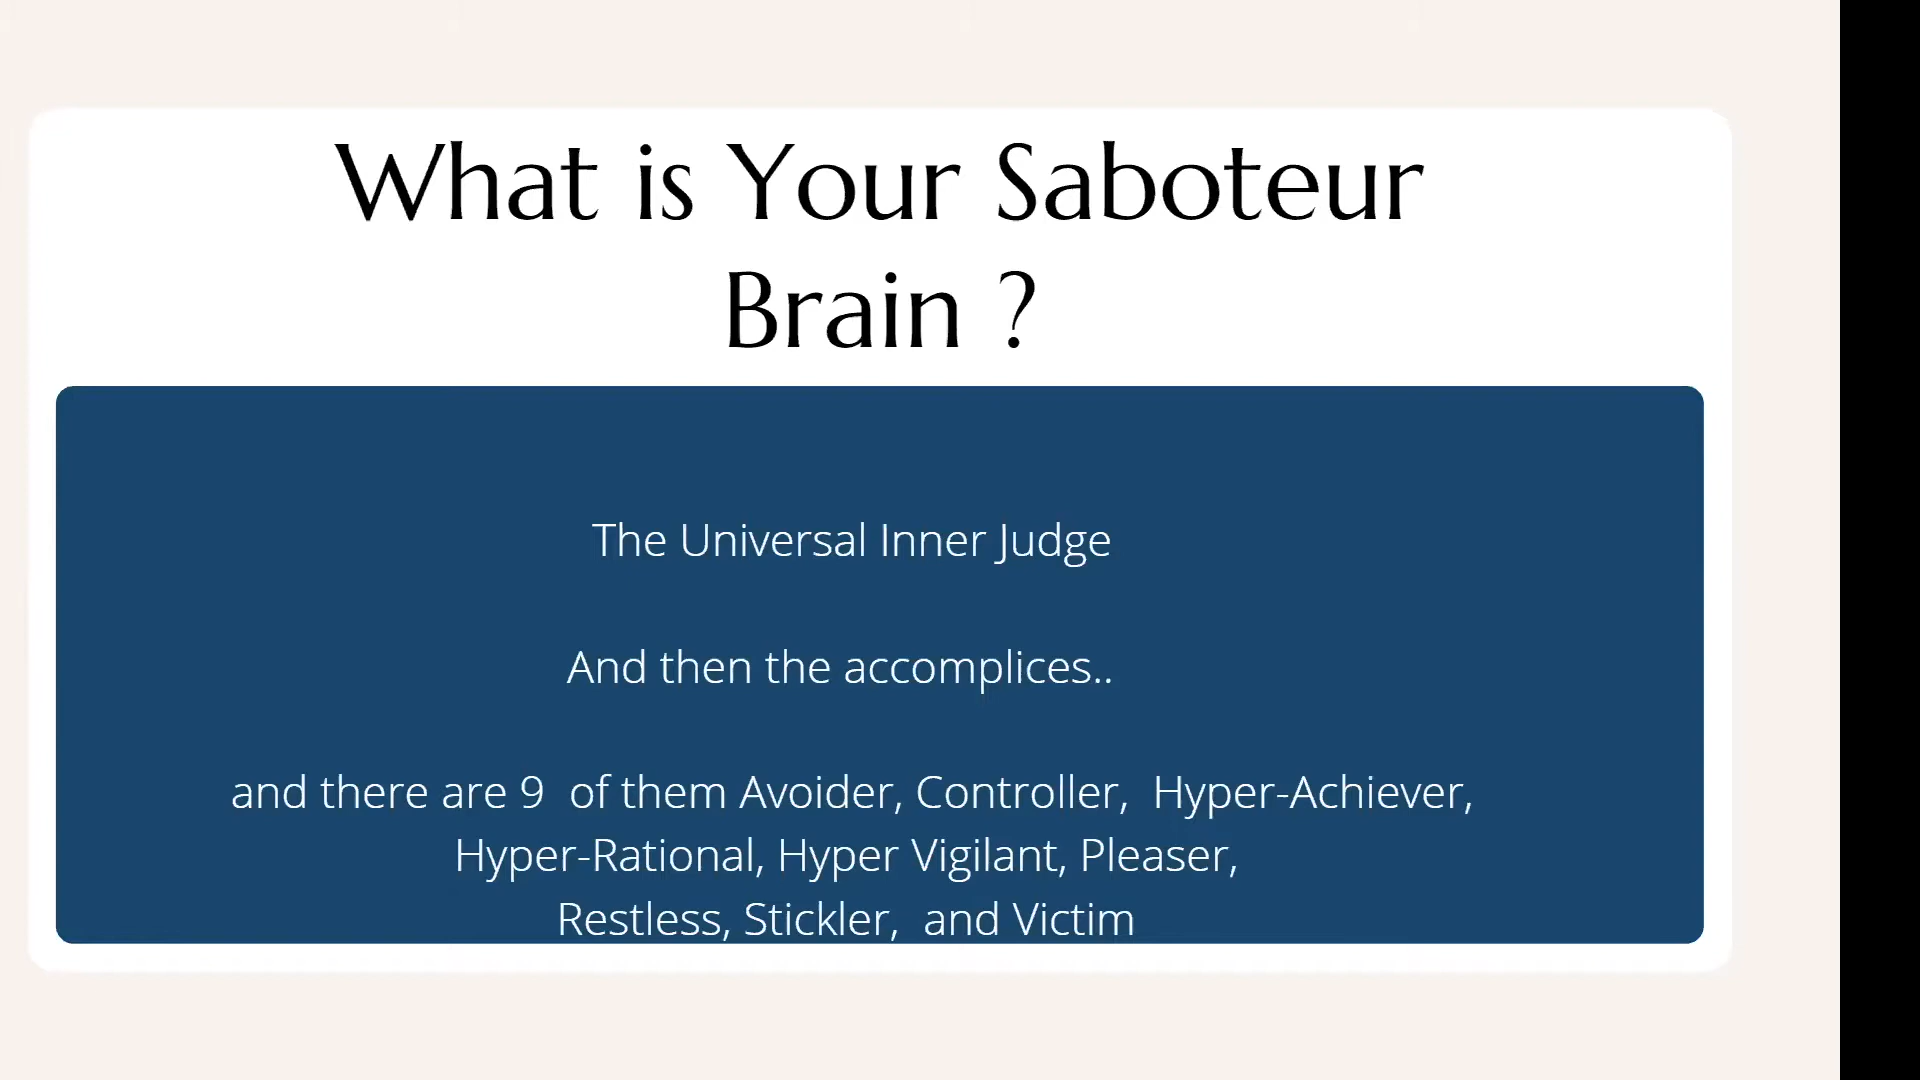 What is Your Saboteur
Brain ?
The Universal Inner Judge
And then the accomplices..
and there are 9  of them Avoider, Controller,  Hyper-Achiever,
Hyper-Rational, Hyper Vigilant, Pleaser,
Restless, Stickler,  and Victim